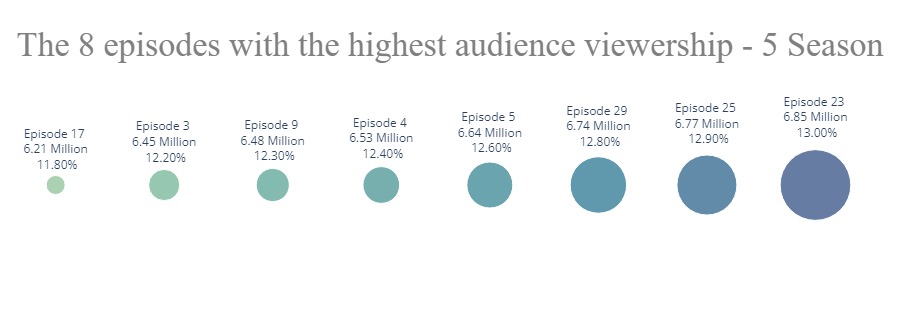 The 8 episodes with the highest audience viewership - 5 Season
Episode 17
6.21 Million
11.80%
Episode 3
6.45 Million
12.20%
Episode 9
6.48 Million
12.30%
Episode 4
6.53 Million
12.40%
Episode 5
6.64 Million
12.60%
Episode 29
6.74 Million
12.80%
Episode 25
6.77 Million
12.90%
Episode 23
6.85 Million
13.00%